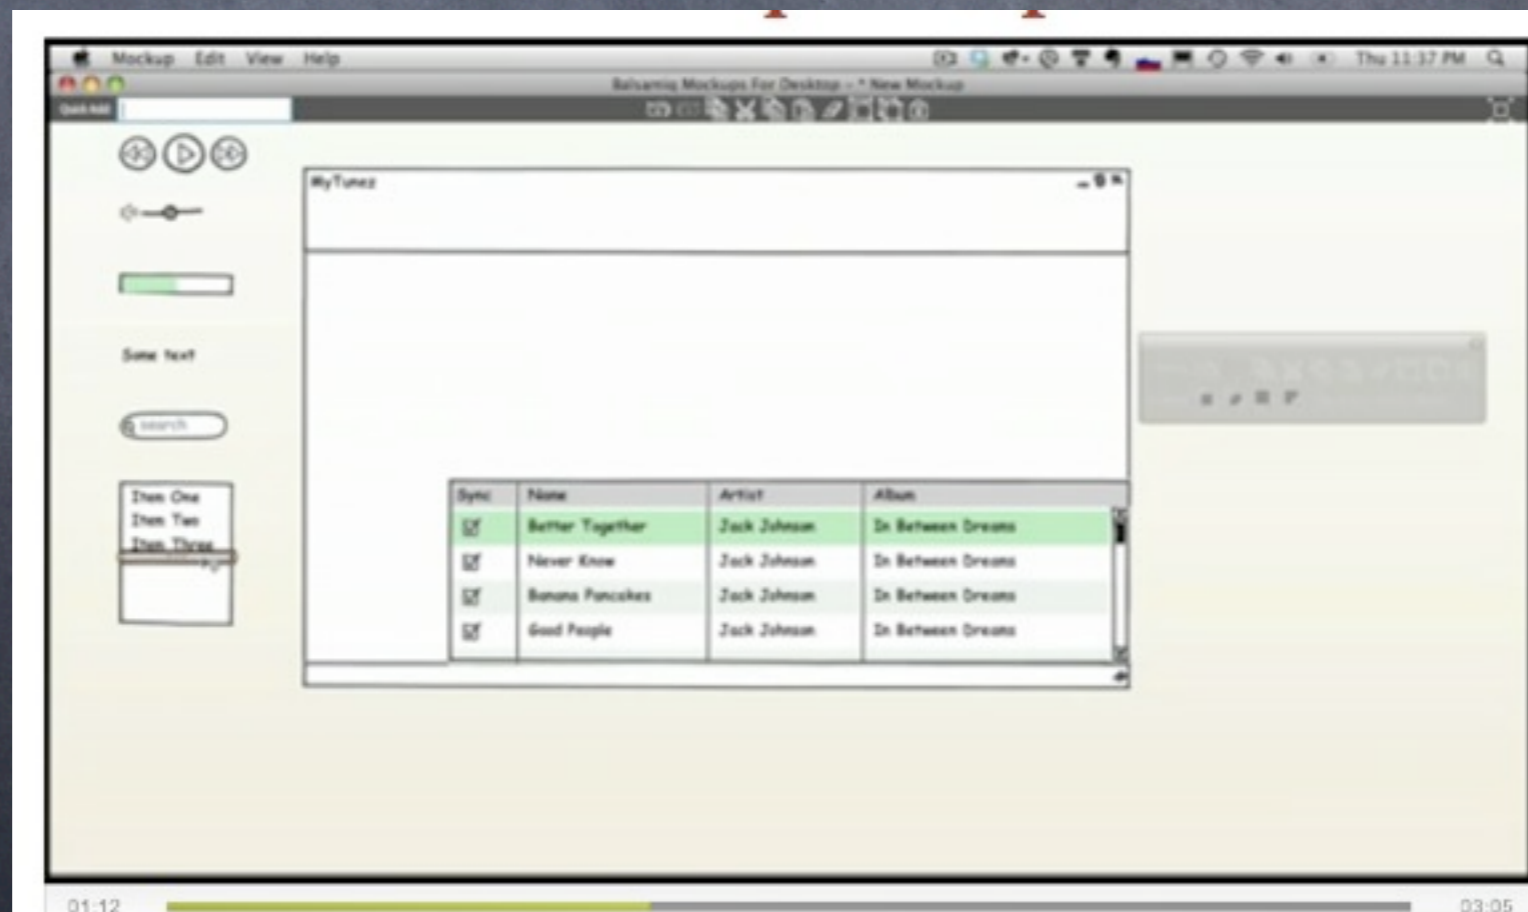 Mockup Edit View Help
Thu 11:37 PM
Balsamiq Mockups For Desktop - * New Mockup
Quick Add
MyTunez
Some text
search
Item One
Item Two
Item Three
Sync Name Artist Album
Better Together Jack Johnson In Between Dreams
Never Know Jack Johnson In Between Dreams
Banana Pancakes Jack Johnson In Between Dreams
Good People Jack Johnson In Between Dreams
01:12
03:05